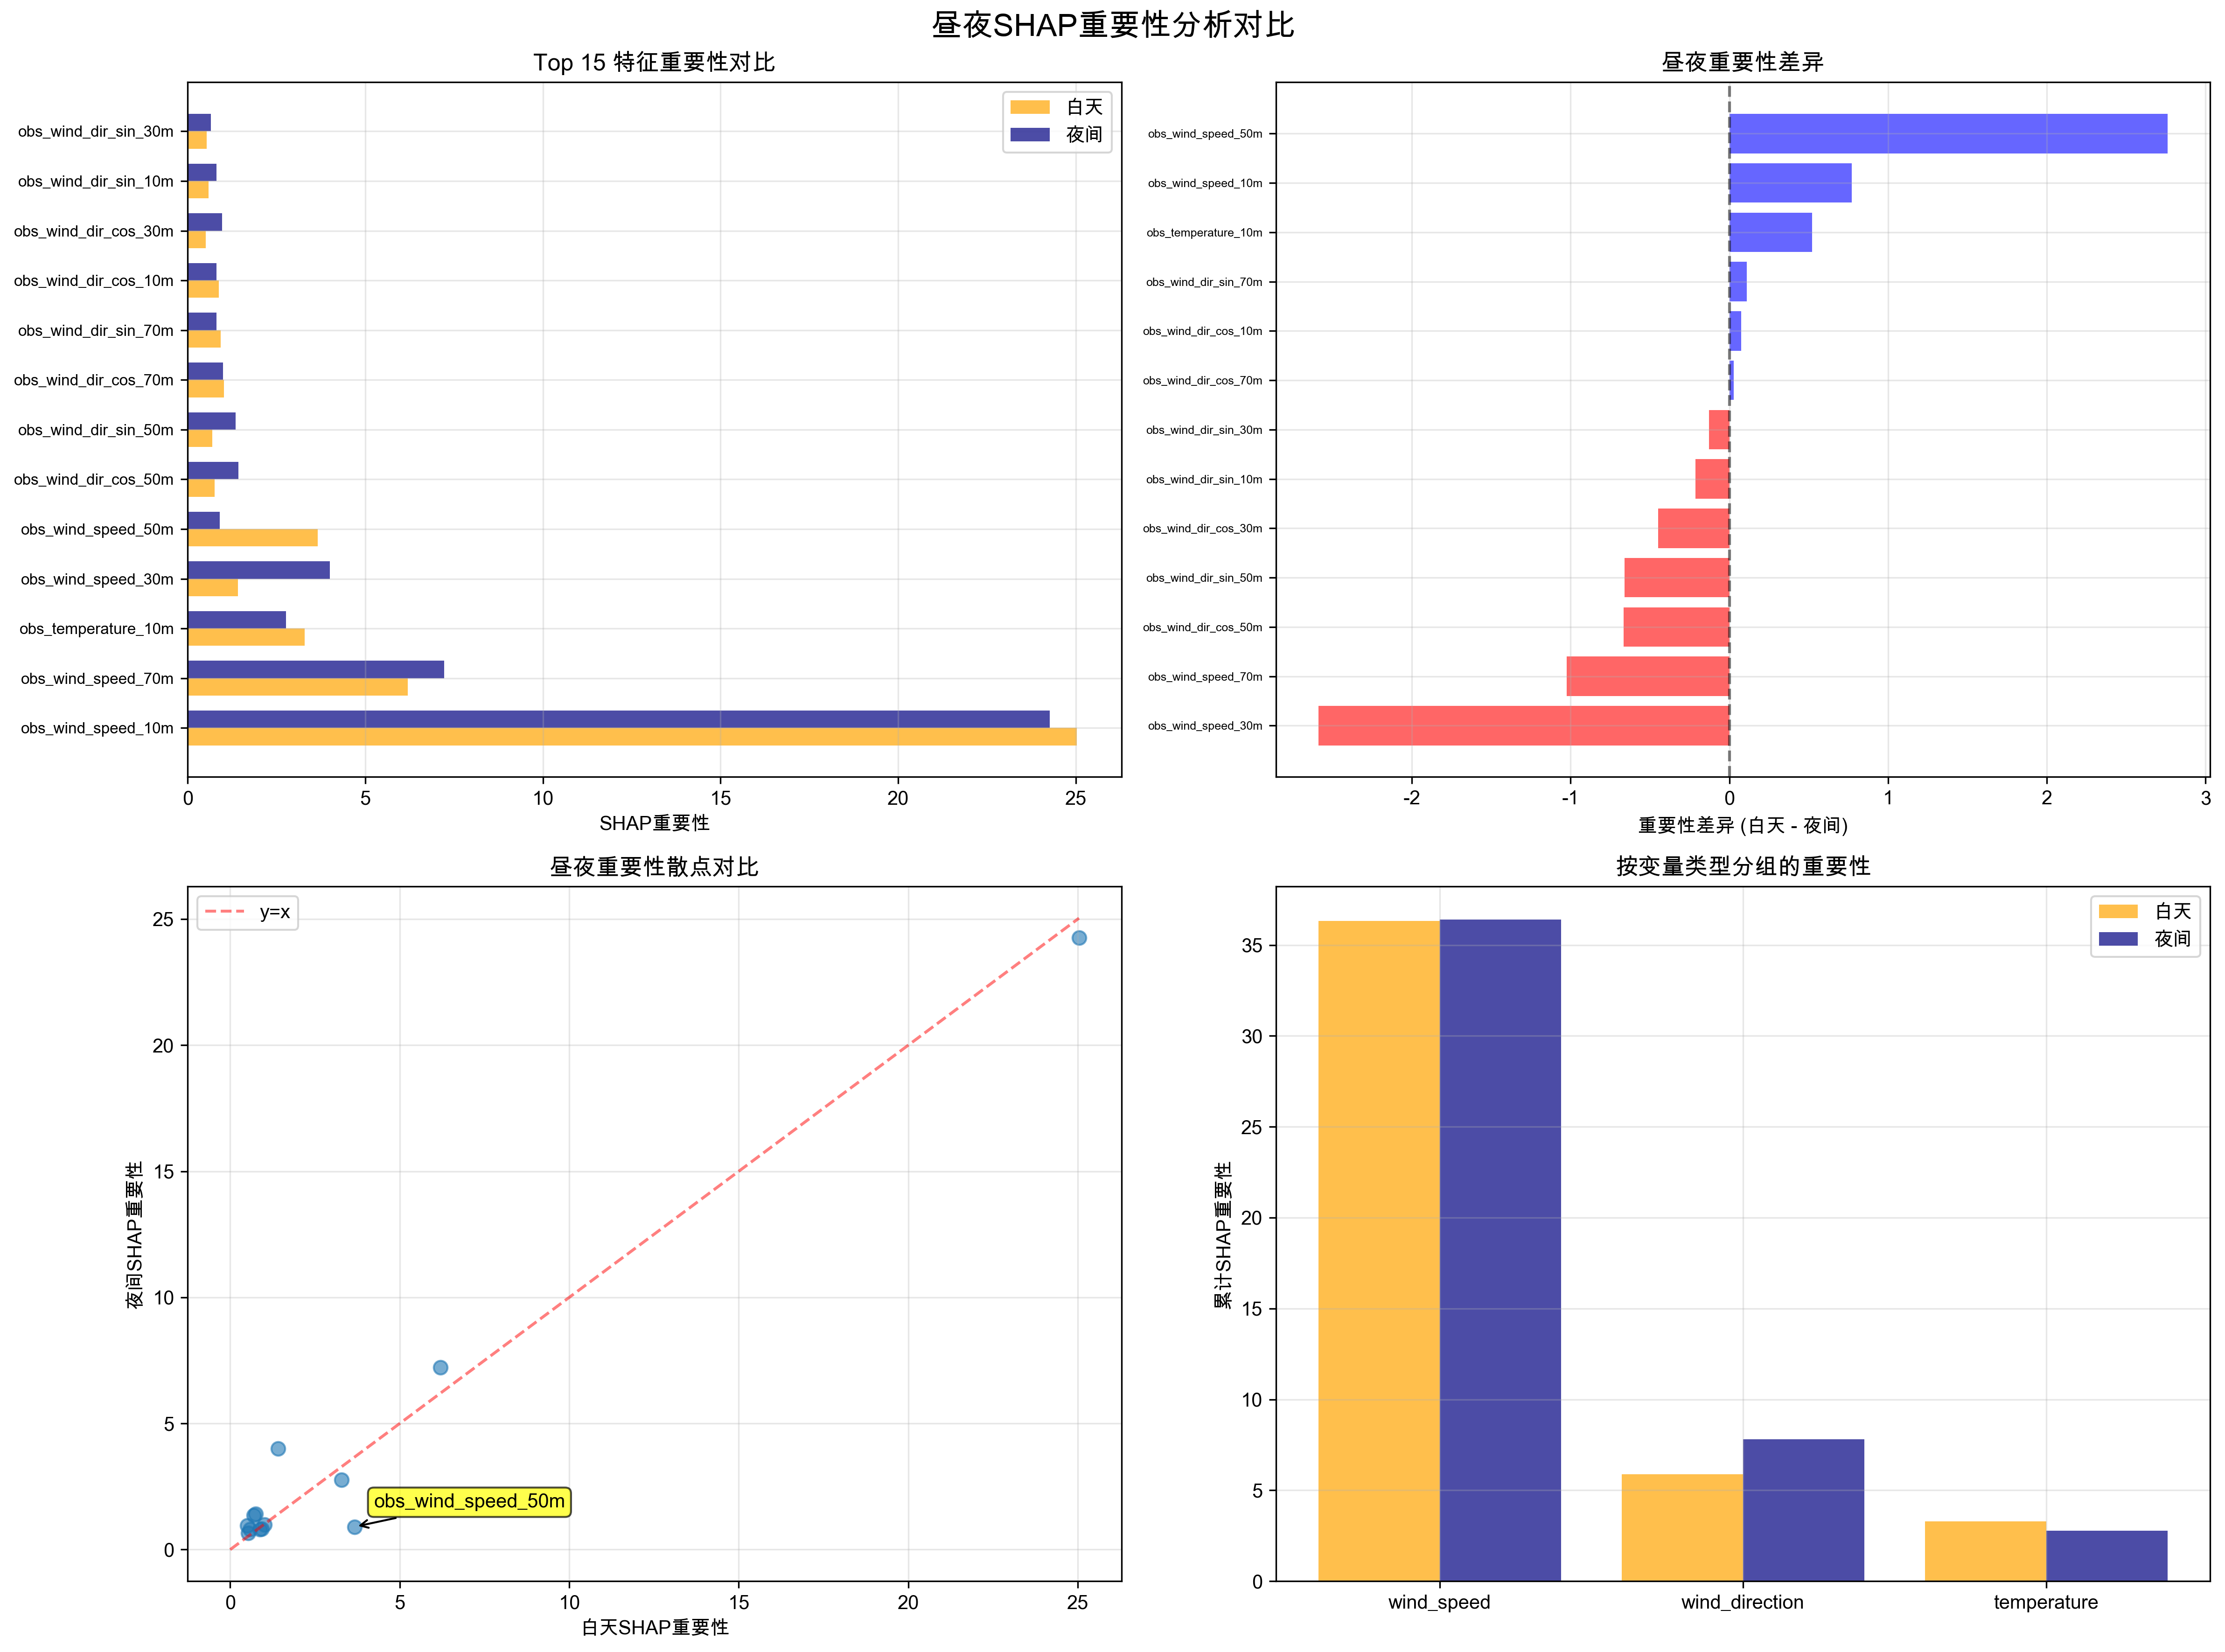 昼夜SHAP重要性分析对比
Top 15 特征重要性对比
白天
夜间
obs_wind_dir_sin_30m
obs_wind_dir_sin_10m
obs_wind_dir_cos_30m
obs_wind_dir_cos_10m
obs_wind_dir_sin_70m
obs_wind_dir_cos_70m
obs_wind_dir_sin_50m
obs_wind_dir_cos_50m
obs_wind_speed_50m
obs_wind_speed_30m
obs_temperature_10m
obs_wind_speed_70m
obs_wind_speed_10m
0 5 10 15 20 25
SHAP重要性
昼夜重要性差异
obs_wind_speed_50m
obs_wind_speed_10m
obs_temperature_10m
obs_wind_dir_sin_70m
obs_wind_dir_cos_10m
obs_wind_dir_cos_70m
obs_wind_dir_sin_30m
obs_wind_dir_sin_10m
obs_wind_dir_cos_30m
obs_wind_dir_sin_50m
obs_wind_dir_cos_50m
obs_wind_speed_70m
obs_wind_speed_30m
-2 -1 0 1 2 3
重要性差异 (白天 - 夜间)
昼夜重要性散点对比
y=x
25
20
15
10
5
0
夜间SHAP重要性
obs_wind_speed_50m
0 5 10 15 20 25
白天SHAP重要性
按变量类型分组的重要性
白天
夜间
35
30
25
20
15
10
5
0
累计SHAP重要性
wind_speed wind_direction temperature